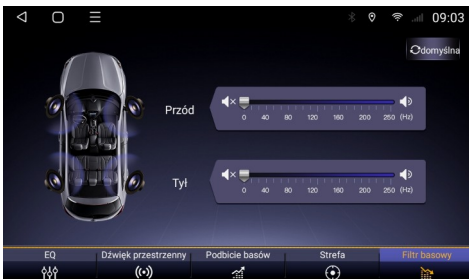 09:03
domyślna
Przód
0 40 80 120 160 200 250 (Hz)
Tył
0 40 80 120 160 200 250 (Hz)
EQ Dźwięk przestrzenny Podbicie basów Strefa Filtr basowy